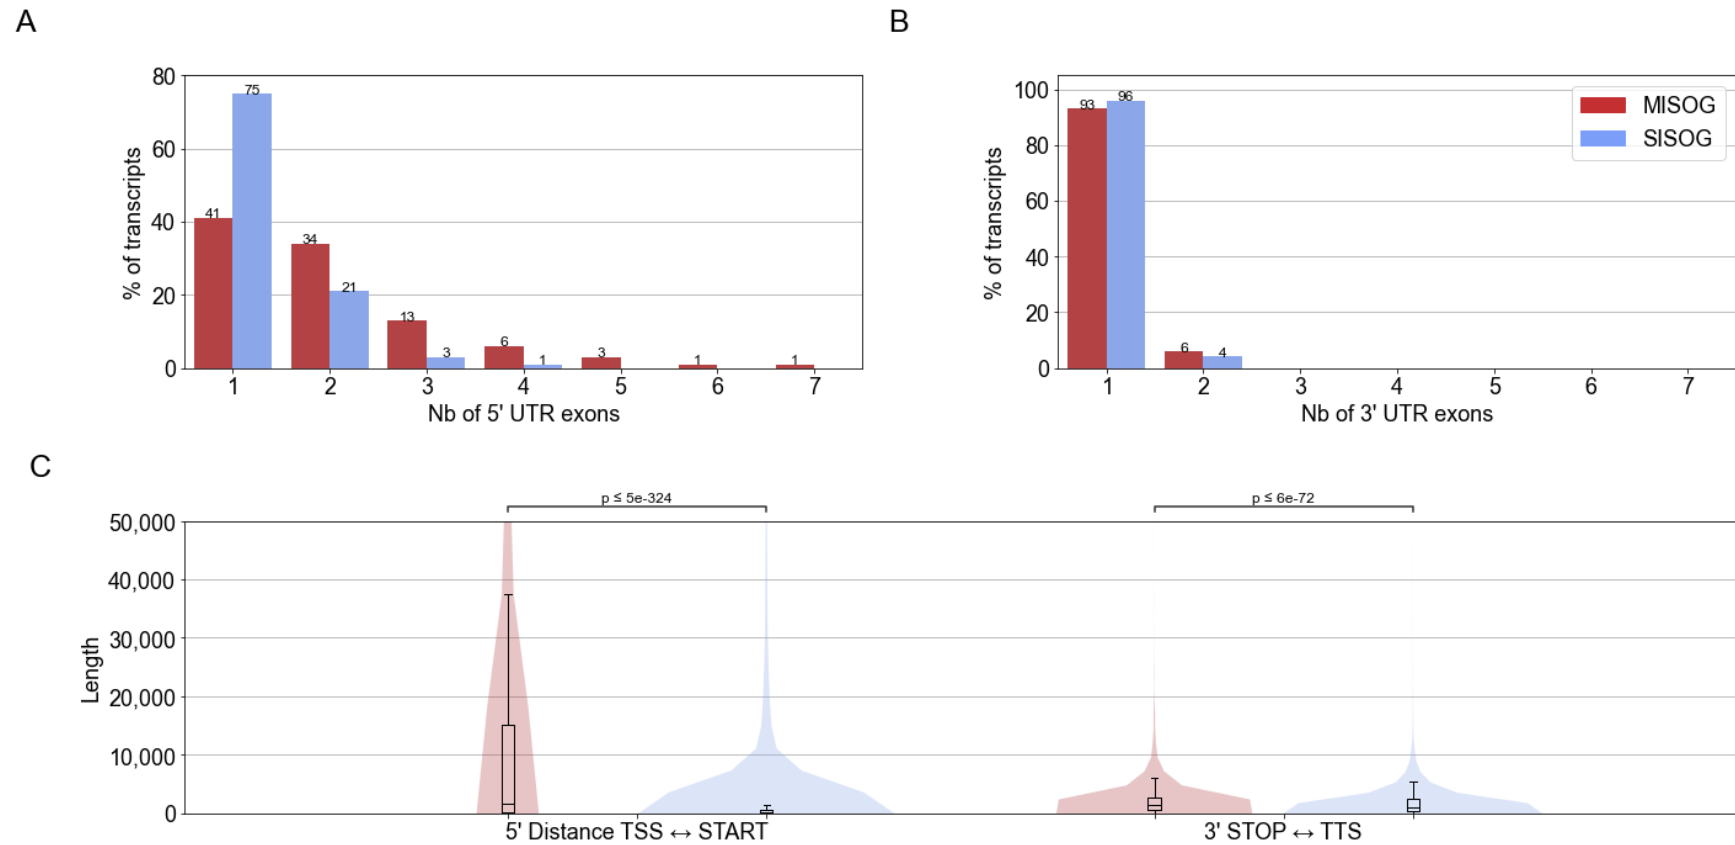 A
B
80
60
40
20
0
% of transcripts
41
75
34
21
13
3
6
1
3
1
1
1 2 3 4 5 6 7
Nb of 5' UTR exons
100
80
60
40
20
0
% of transcripts
93
96
6
4
MISOG
SISOG
1 2 3 4 5 6 7
Nb of 3' UTR exons
C
p ≤ 5e-324
p ≤ 6e-72
50,000
40,000
30,000
20,000
10,000
0
Length
5' Distance TSS ↔ START
3' STOP ↔ TTS